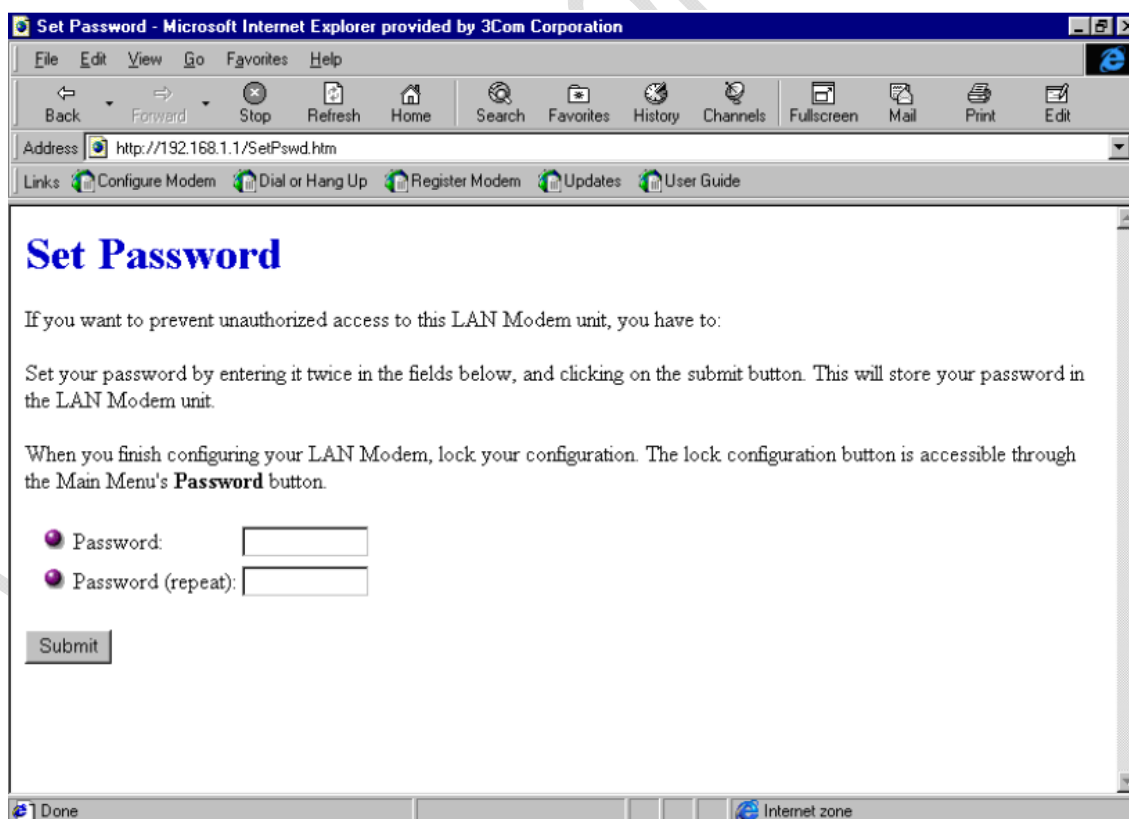 Set Password - Microsoft Internet Explorer provided by 3Com Corporation
File Edit View Go Favorites Help
Back Forward Stop Refresh Home Search Favorites History Channels Fullscreen Mail Print Edit
Address http://192.168.1.1/SetPswd.htm
Links Configure Modem Dial or Hang Up Register Modem Updates User Guide
Set Password
If you want to prevent unauthorized access to this LAN Modem unit, you have to:
Set your password by entering it twice in the fields below, and clicking on the submit button. This will store your password in
the LAN Modem unit.
When you finish configuring your LAN Modem, lock your configuration. The lock configuration button is accessible through
the Main Menu's Password button.
Password:
Password (repeat):
Submit
Done Internet zone